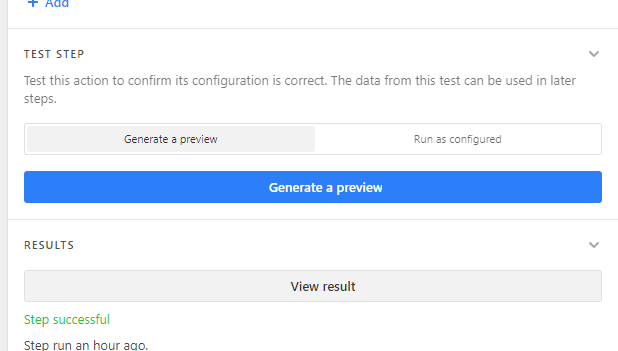 + Add
TEST STEP
Test this action to confirm its configuration is correct. The data from this test can be used in later
steps.
Generate a preview
Run as configured
Generate a preview
RESULTS
View result
Step successful
Step run an hour ago.